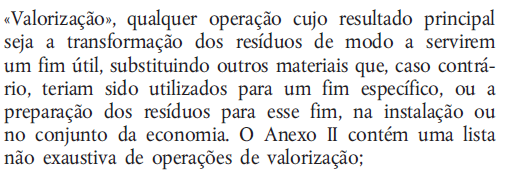 «Valorização», qualquer operação cujo resultado principal
seja a transformação dos resíduos de modo a servirem
um fim útil, substituindo outros materiais que, caso contrá-
rio, teriam sido utilizados para um fim específico, ou a
preparação dos resíduos para esse fim, na instalação ou
no conjunto da economia. O Anexo II contém uma lista
não exaustiva de operações de valorização;